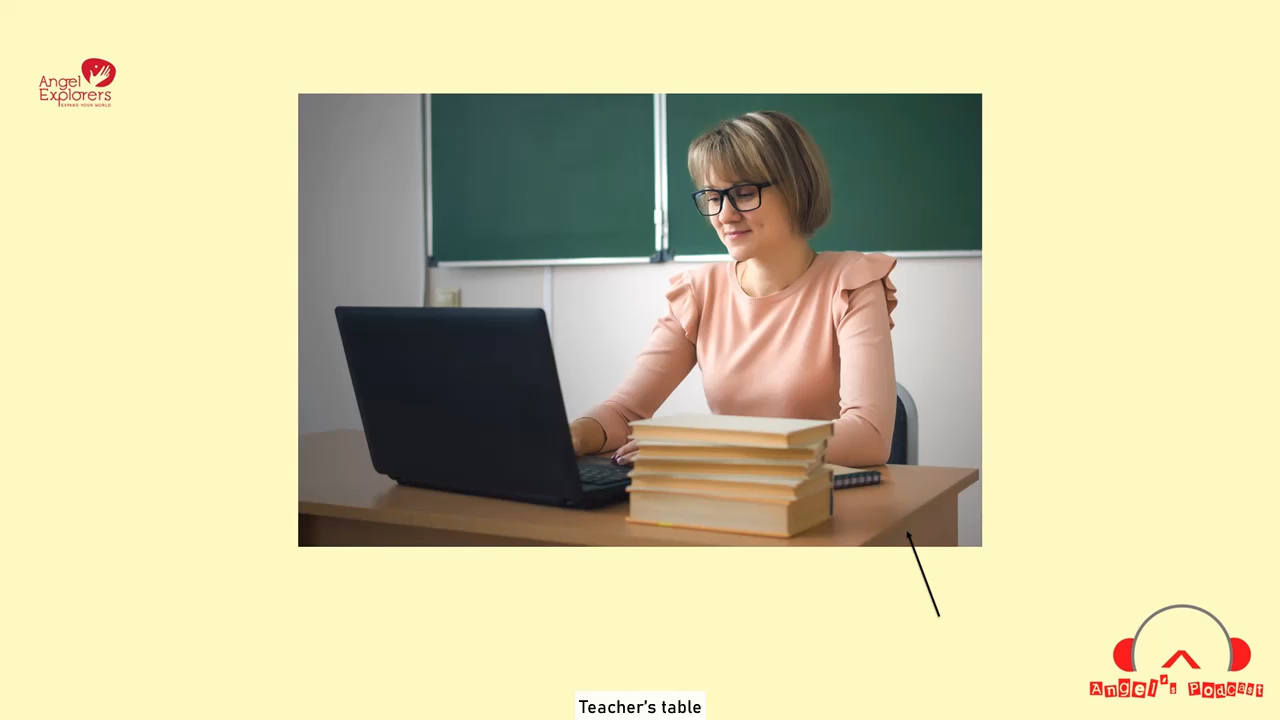 Angel
Explorers
EXPAND YOUR WORLD
Teacher's table
Angel's Podcast